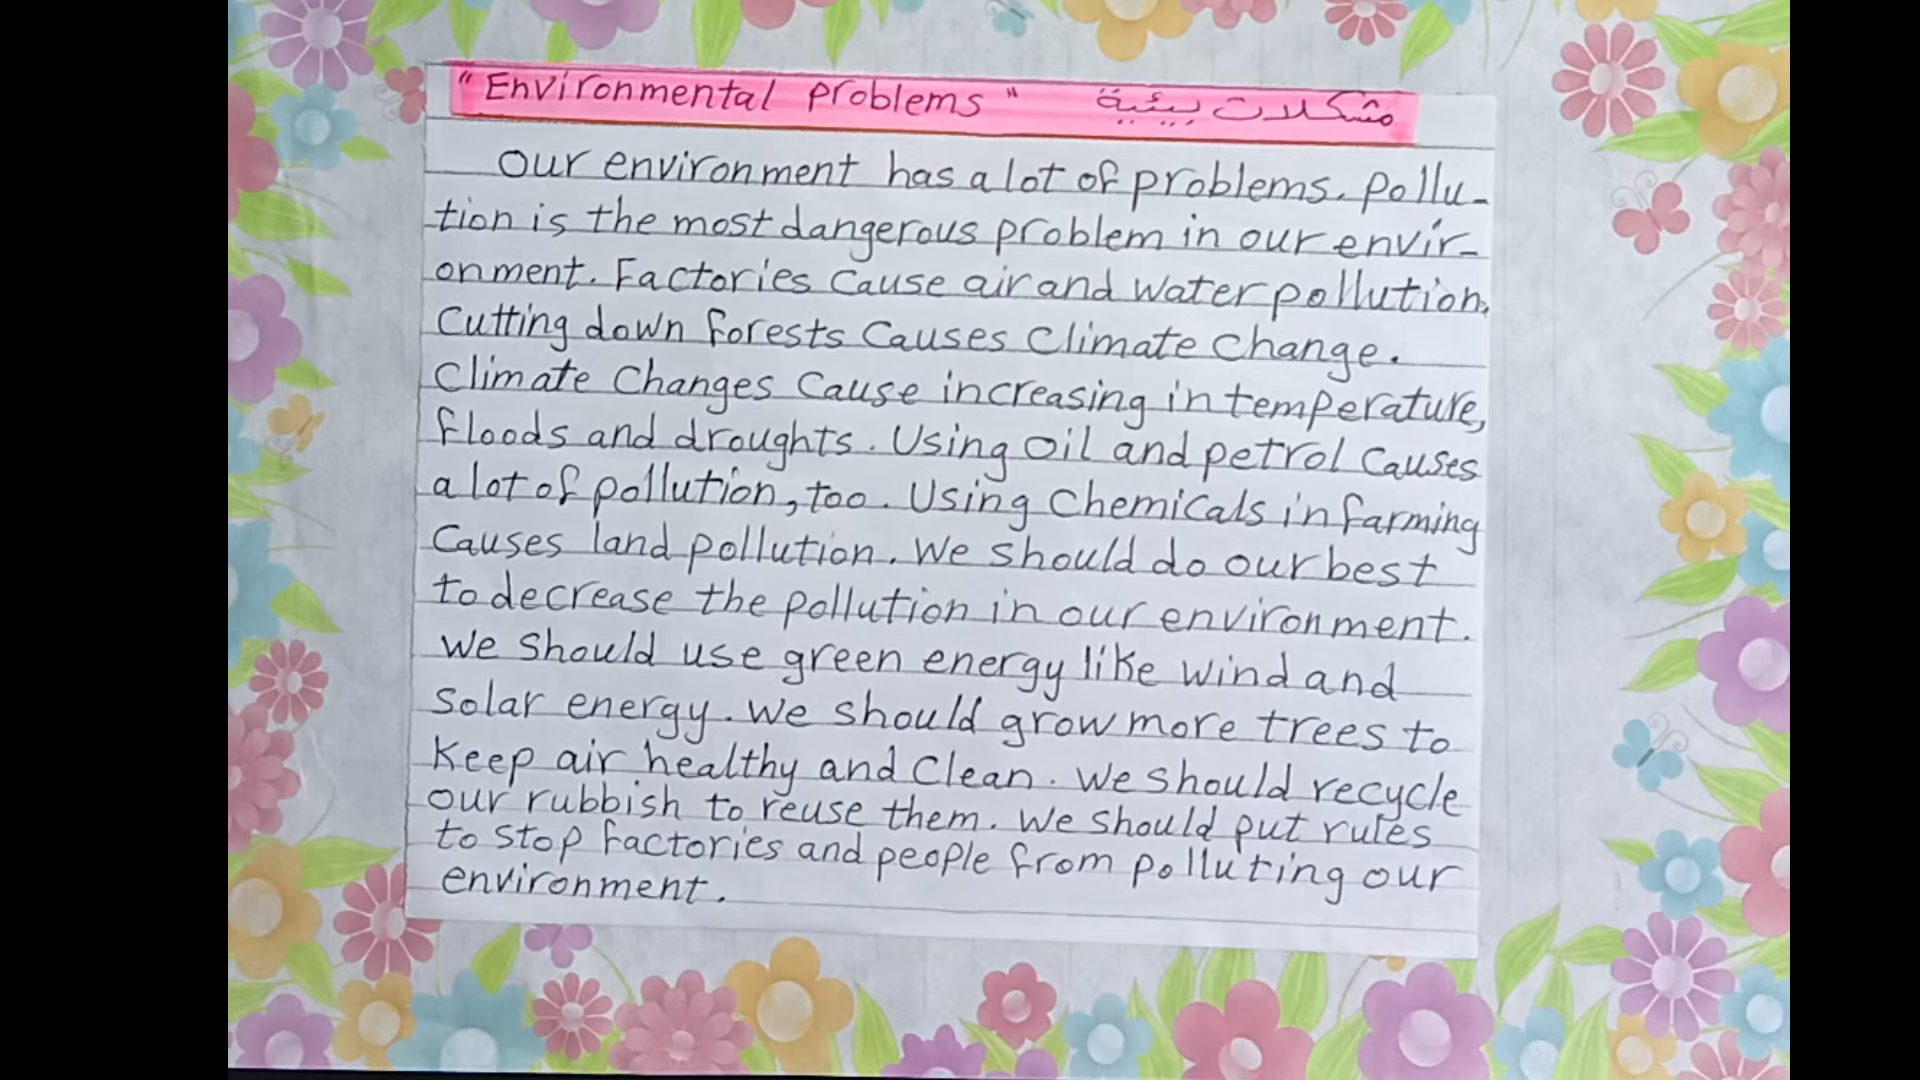 "Environmental problems" مشكلات بيئية
Our environment has a lot of problems. Pollu-
tion is the most dangerous problem in our envir-
onment. Factories cause air and water pollution.
Cutting down forests causes climate change.
Climate changes cause increasing in temperature,
floods and droughts. Using oil and petrol causes
a lot of pollution, too. Using chemicals in farming
causes land pollution. We should do our best
to decrease the pollution in our environment.
We should use green energy like wind and
solar energy. We should grow more trees to
keep air healthy and clean. We should recycle
our rubbish to reuse them. We should put rules
to stop factories and people from polluting our
environment.